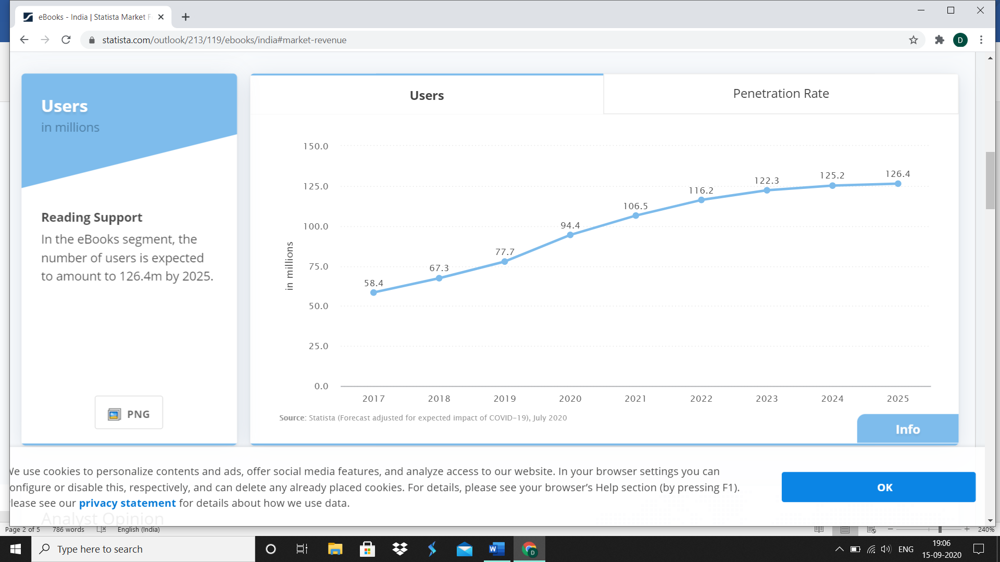 eBooks - India | Statista Market F
statista.com/outlook/213/119/ebooks/india#market-revenue
D
Users
in millions
Reading Support
In the eBooks segment, the
number of users is expected
to amount to 126.4m by 2025.
PNG
Users
Penetration Rate
150.0
125.0
100.0
75.0
50.0
25.0
0.0
in millions
58.4
67.3
77.7
94.4
106.5
116.2
122.3
125.2
126.4
2017 2018 2019 2020 2021 2022 2023 2024 2025
Source: Statista (Forecast adjusted for expected impact of COVID-19), July 2020
Info
We use cookies to personalize contents and ads, offer social media features, and analyze access to our website. In your browser settings you can
onfigure or disable this, respectively, and can delete any already placed cookies. For details, please see your browser's Help section (by pressing F1).
lease see our privacy statement for details about how we use data.
OK
Analyst Opinion
Page 2 of 5 786 words English (India)
240%
Type here to search
W
D
ENG
19:06
15-09-2020